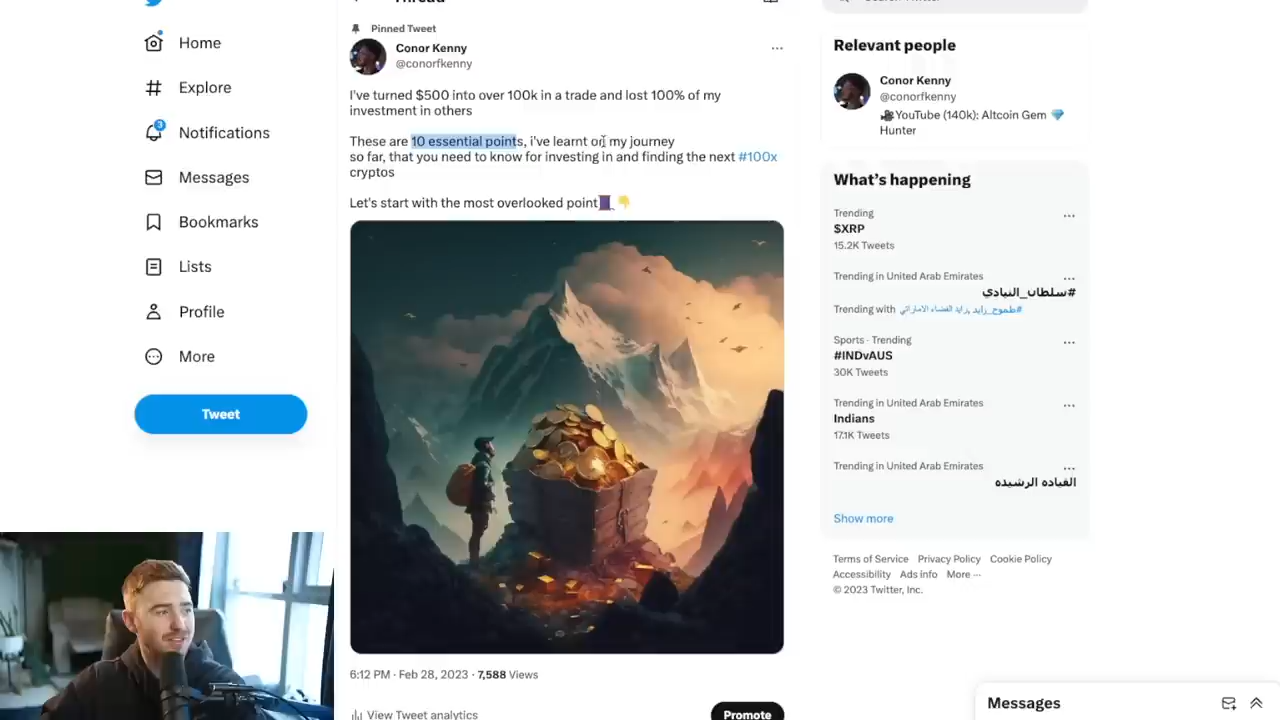 Home
Explore
3
Notifications
Messages
Bookmarks
Lists
Profile
More
Tweet
Pinned Tweet
Conor Kenny
@conorfkenny
I've turned $500 into over 100k in a trade and lost 100% of my
investment in others
These are 10 essential points, i've learnt on my journey
so far, that you need to know for investing in and finding the next #100x
cryptos
Let's start with the most overlooked point
6:12 PM · Feb 28, 2023 · 7,588 Views
View Tweet analytics
Promote
Relevant people
Conor Kenny
@conorfkenny
YouTube (140k): Altcoin Gem
Hunter
What's happening
Trending
$XRP
15.2K Tweets
Trending in United Arab Emirates
#سلطان_النيادي
Trending with #طموح_زايد, زايد الفضاء الاماراتي
Sports · Trending
#INDvAUS
30K Tweets
Trending in United Arab Emirates
Indians
17.1K Tweets
Trending in United Arab Emirates
القياده الرشيده
Show more
Terms of Service Privacy Policy Cookie Policy
Accessibility Ads info More
© 2023 Twitter, Inc.
Messages